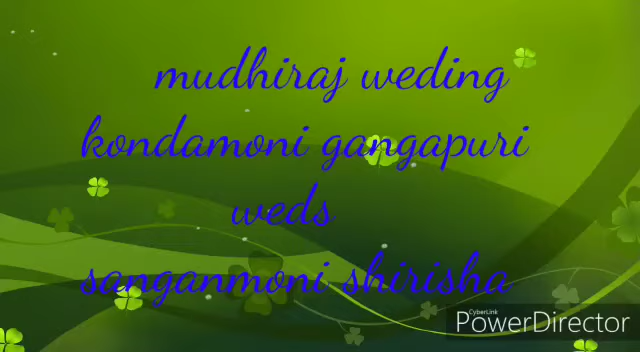 mudhiraj weding
kondamoni gangapuri
weds
sanganmoni shirisha
CyberLink
PowerDirector